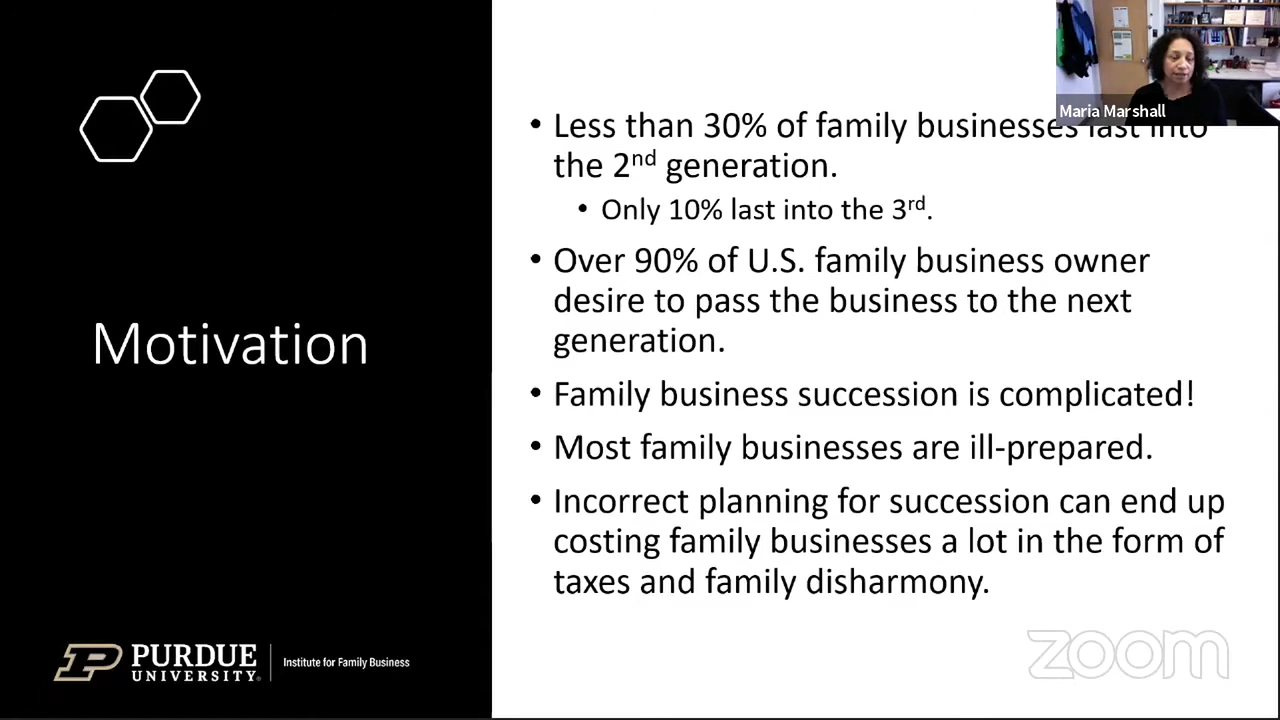 Maria Marshall
Motivation
• Less than 30% of family businesses last into
the 2nd generation.
• Only 10% last into the 3rd.
• Over 90% of U.S. family business owner
desire to pass the business to the next
generation.
• Family business succession is complicated!
• Most family businesses are ill-prepared.
• Incorrect planning for succession can end up
costing family businesses a lot in the form of
taxes and family disharmony.
PURDUE
UNIVERSITY®
Institute for Family Business
zoom